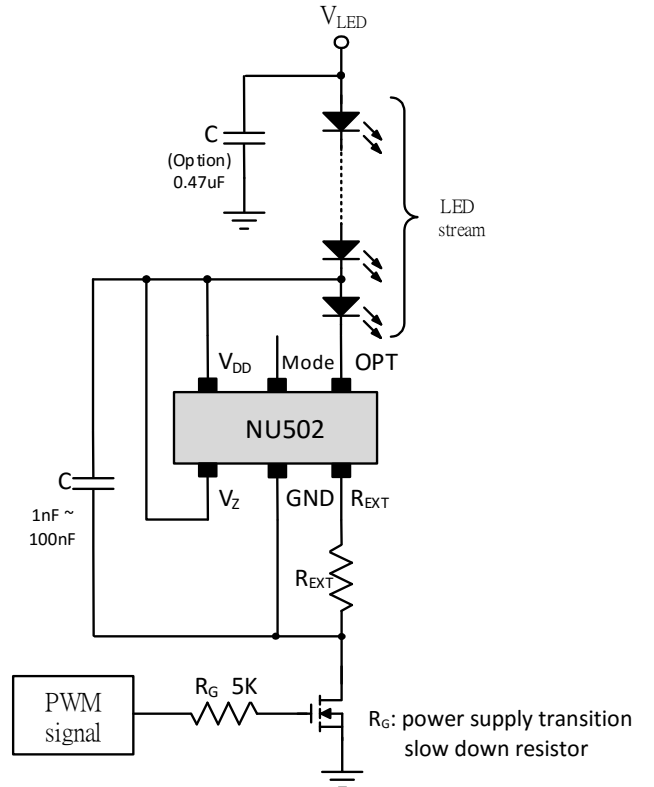 VLED
C
(Option)
0.47uF
LED
stream
VDD
Mode
OPT
NU502
C
1nF ~
100nF
VZ
GND
REXT
REXT
PWM
signal
RG 5K
RG: power supply transition
slow down resistor